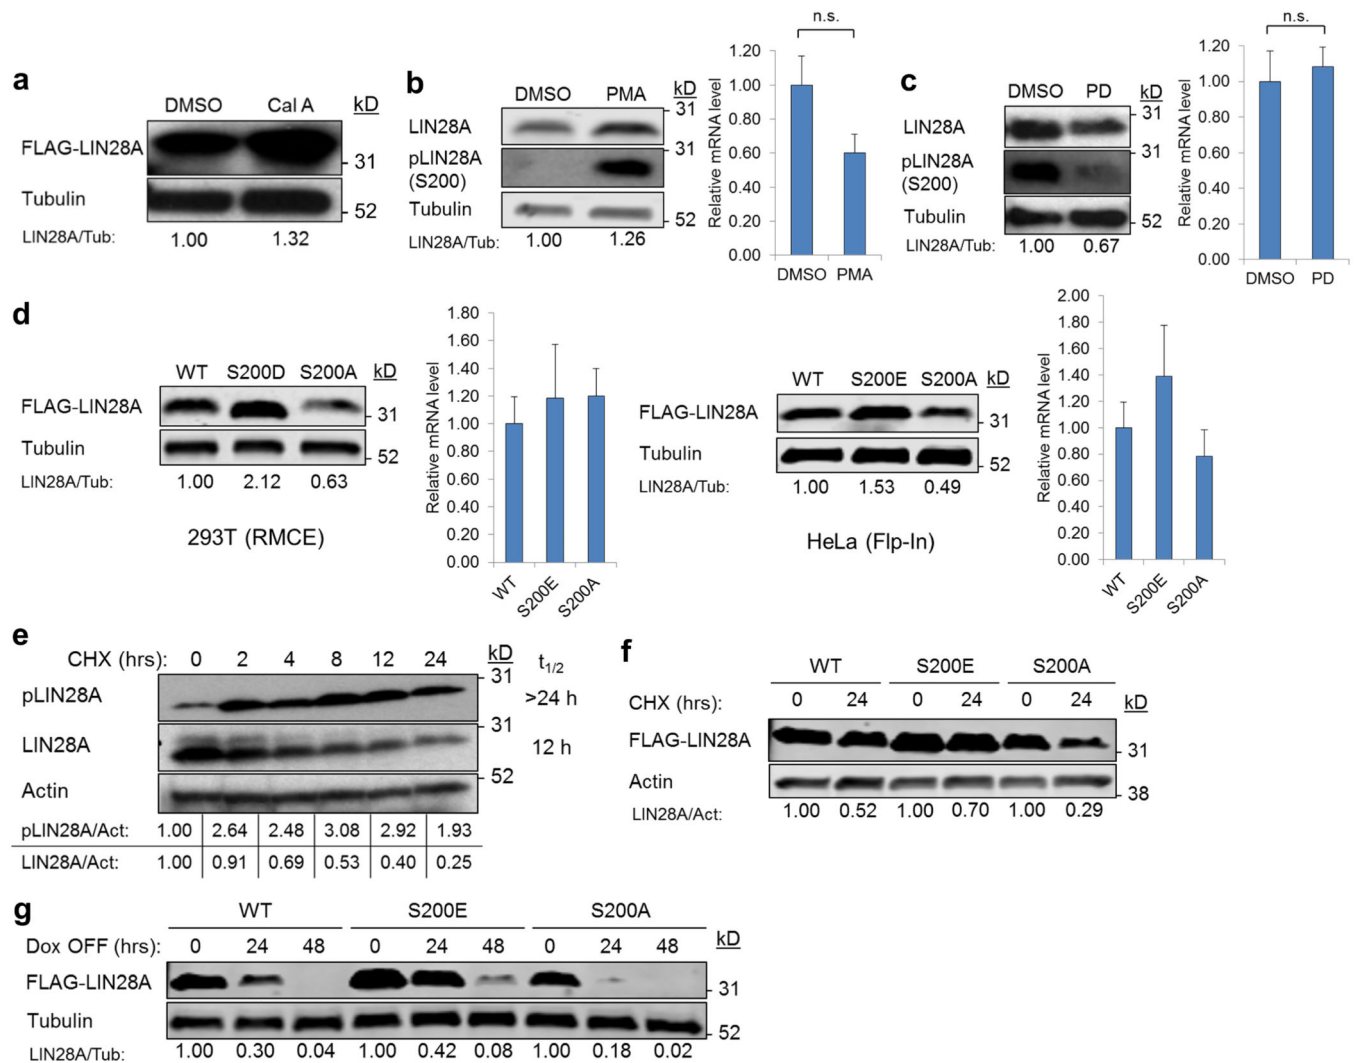 a
DMSO Cal A kD
FLAG-LIN28A
31
Tubulin
52
LIN28A/Tub: 1.00 1.32
b
DMSO PMA kD
31
LIN28A
31
pLIN28A
(S200)
Tubulin
52
LIN28A/Tub: 1.00 1.26
n.s.
Relative mRNA level
1.20
1.00
0.80
0.60
0.40
0.20
0.00
DMSO PMA
c
DMSO PD kD
31
LIN28A
31
pLIN28A
(S200)
Tubulin
52
LIN28A/Tub: 1.00 0.67
n.s.
Relative mRNA level
1.20
1.00
0.80
0.60
0.40
0.20
0.00
DMSO PD
d
WT S200D S200A kD
FLAG-LIN28A
31
Tubulin
52
LIN28A/Tub: 1.00 2.12 0.63
293T (RMCE)
Relative mRNA level
1.80
1.60
1.40
1.20
1.00
0.80
0.60
0.40
0.20
0.00
WT S200E S200A
WT S200E S200A kD
FLAG-LIN28A
31
Tubulin
52
LIN28A/Tub: 1.00 1.53 0.49
HeLa (Flp-In)
Relative mRNA level
2.00
1.80
1.60
1.40
1.20
1.00
0.80
0.60
0.40
0.20
0.00
WT S200E S200A
e
CHX (hrs): 0 2 4 8 12 24 kD t1/2
31
pLIN28A >24 h
31
LIN28A 12 h
52
Actin
pLIN28A/Act: 1.00 2.64 2.48 3.08 2.92 1.93
LIN28A/Act: 1.00 0.91 0.69 0.53 0.40 0.25
f
WT S200E S200A
CHX (hrs): 0 24 0 24 0 24 kD
FLAG-LIN28A
31
Actin
38
LIN28A/Act: 1.00 0.52 1.00 0.70 1.00 0.29
g
WT S200E S200A
Dox OFF (hrs): 0 24 48 0 24 48 0 24 48 kD
FLAG-LIN28A
31
Tubulin
52
LIN28A/Tub: 1.00 0.30 0.04 1.00 0.42 0.08 1.00 0.18 0.02